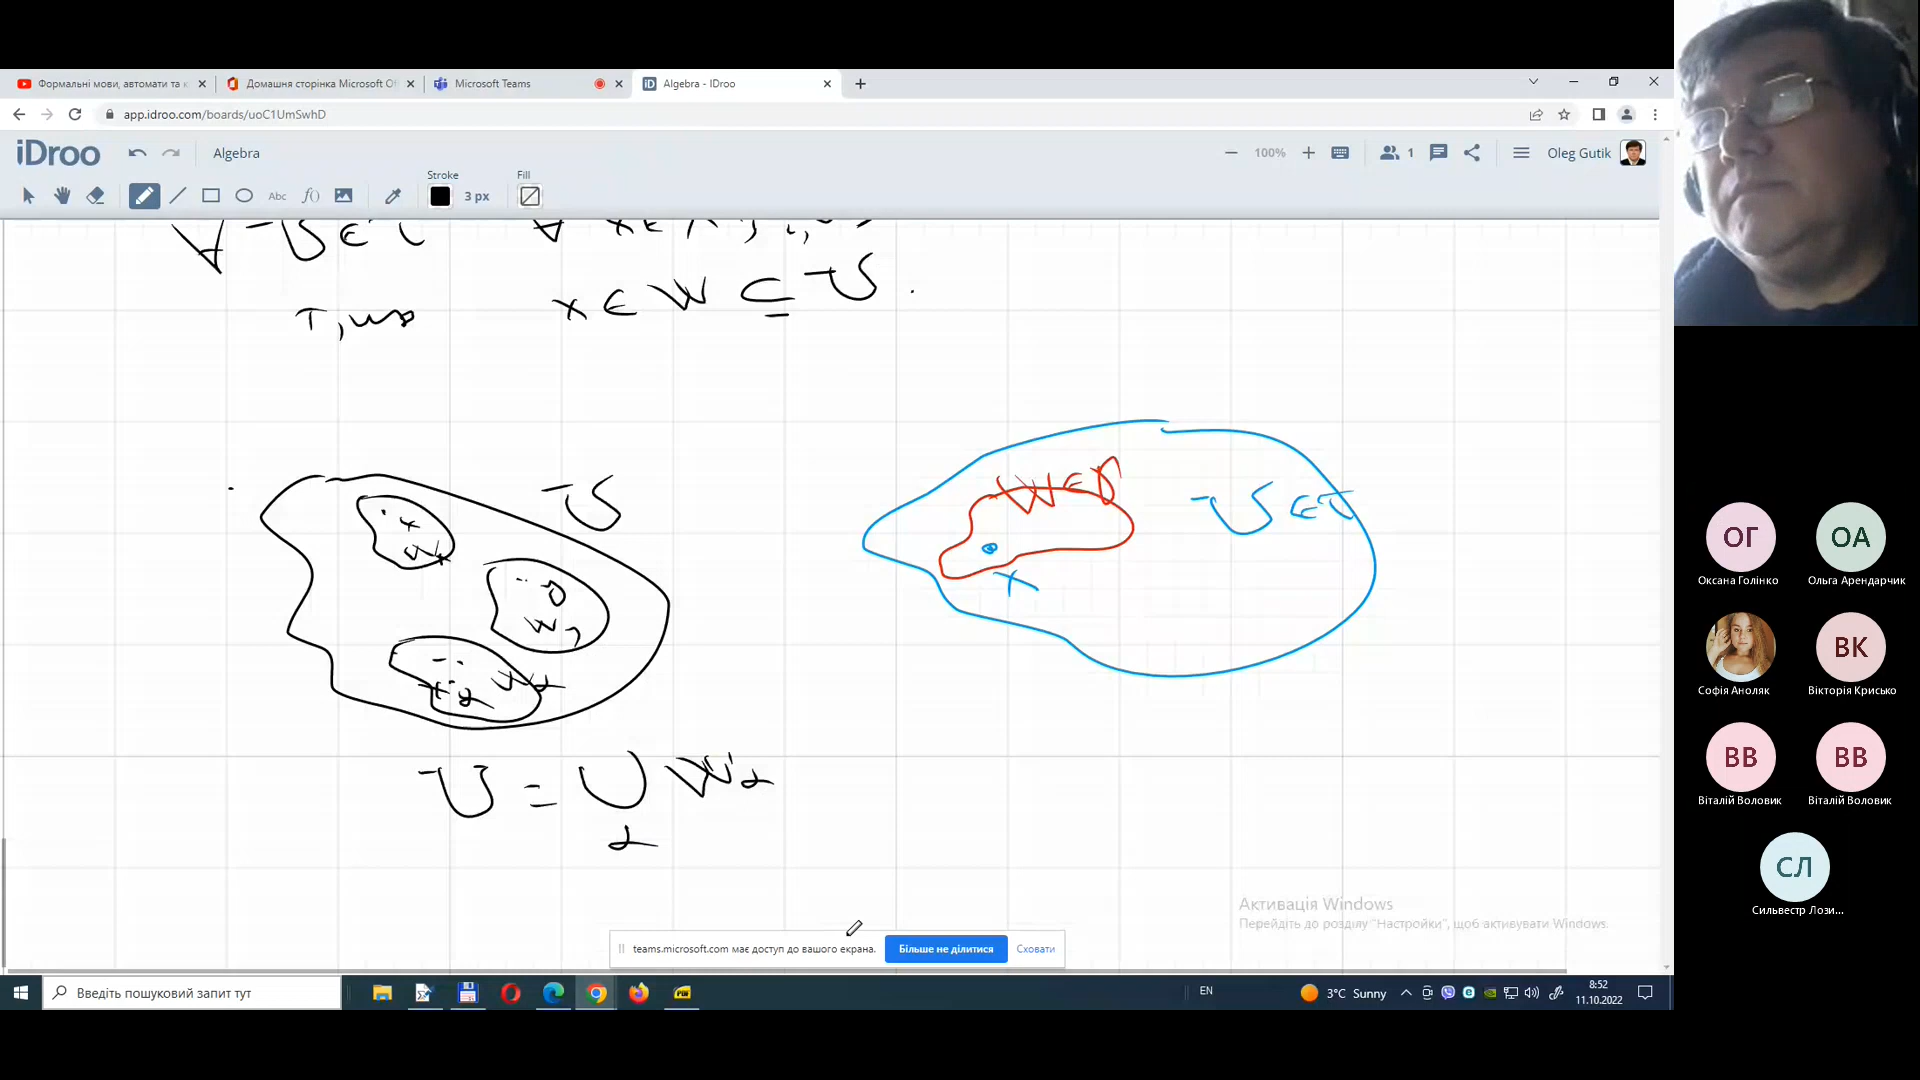 Формальні мови, автомати та к
Домашня сторінка Microsoft Of
Microsoft Teams
Algebra - IDroo
app.idroo.com/boards/uoC1UmSwhD
iDroo
Algebra
100%
1
Oleg Gutik
Stroke
Fill
Abc
f()
3 px
∀ U ∈ τ ∀ x ∈
т, що x ∈ W ⊆ U .
U
x
W
W
W
U = ∪ W α
α
W ∈
U ∈ τ
x
ОГ
ОА
Оксана Голінко
Ольга Арендарчик
ВК
Софія Аноляк
Вікторія Крисько
ВВ
ВВ
Віталій Воловик
Віталій Воловик
СЛ
Сильвестр Лози...
Активація Windows
Перейдіть до розділу "Настройки", щоб активувати Windows.
teams.microsoft.com має доступ до вашого екрана.
Більше не ділитися
Сховати
Введіть пошуковий запит тут
EN
3°C Sunny
8:52
11.10.2022